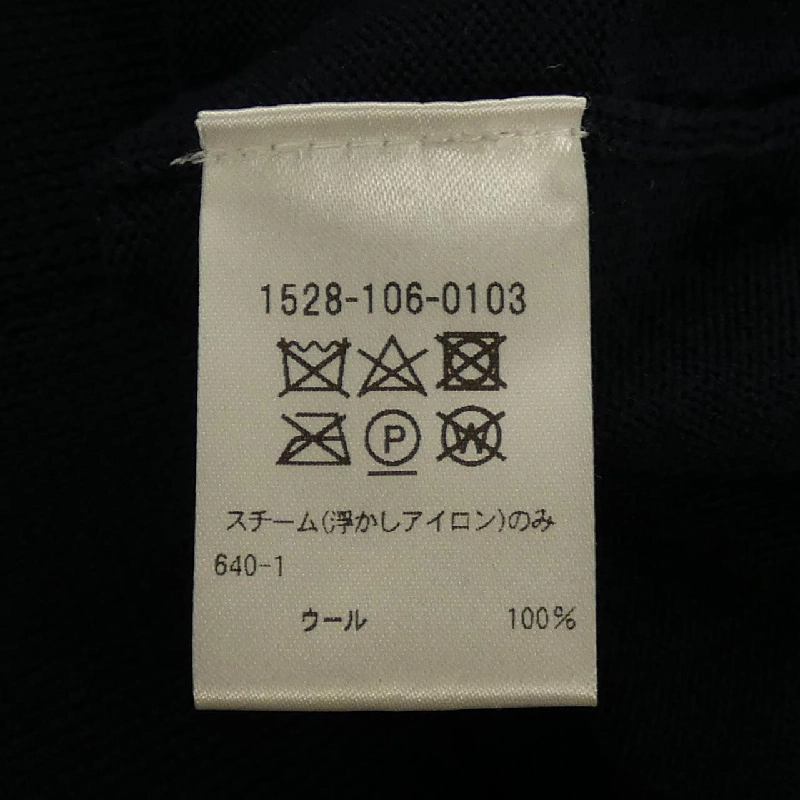 1528-106-0103
P
W
スチーム(浮かしアイロン)のみ
640-1
ウール 100%